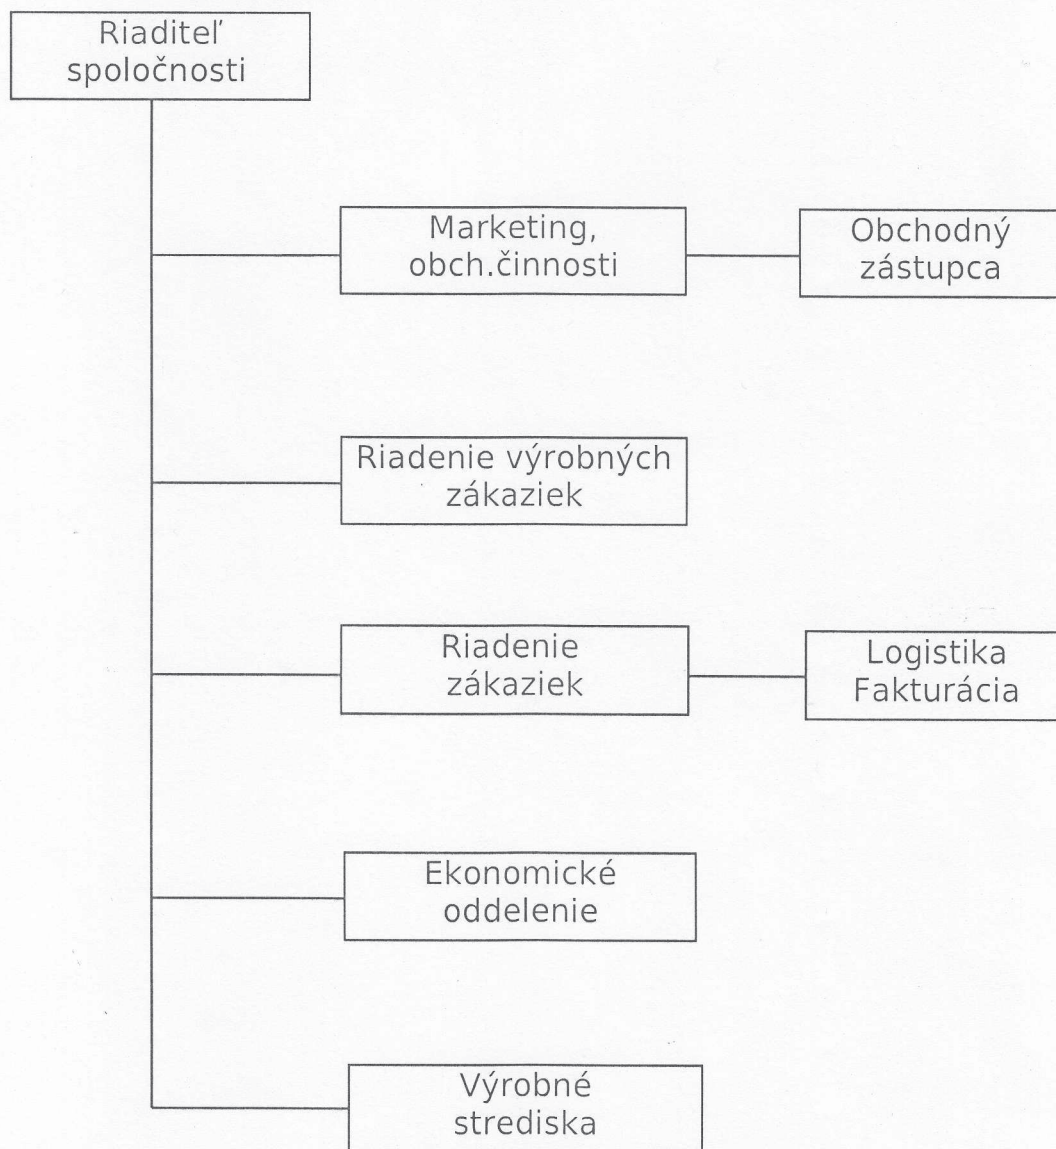 Riaditeľ
spoločnosti
Marketing,
obch.činnosti
Obchodný
zástupca
Riadenie výrobných
zákaziek
Riadenie
zákaziek
Logistika
Fakturácia
Ekonomické
oddelenie
Výrobné
strediska